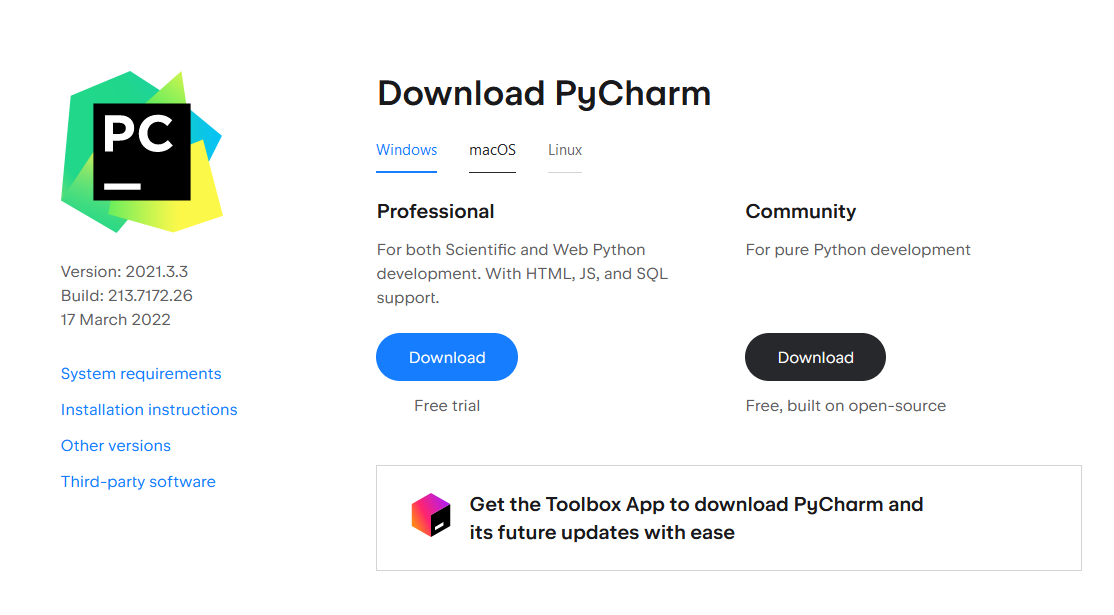 PC
Version: 2021.3.3
Build: 213.7172.26
17 March 2022
System requirements
Installation instructions
Other versions
Third-party software
Download PyCharm
Windows macOS Linux
Professional
For both Scientific and Web Python
development. With HTML, JS, and SQL
support.
Download
Free trial
Community
For pure Python development
Download
Free, built on open-source
Get the Toolbox App to download PyCharm and
its future updates with ease